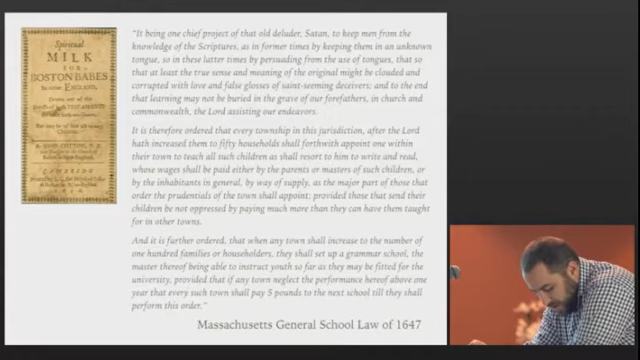 Spiritual
MILK
FOR
BOSTON BABES
In either ENGLAND,
Drawn out of the
Breasts of both TESTAMENTS
"It being one chief project of that old deluder, Satan, to keep men from the
knowledge of the Scriptures, as in former times by keeping them in an unknown
tongue, so in these latter times by persuading from the use of tongues, that so
that at least the true sense and meaning of the original might be clouded and
corrupted with love and false glosses of saint-seeming deceivers; and to the end
that learning may not be buried in the grave of our forefathers, in church and
commonwealth, the Lord assisting our endeavors.
It is therefore ordered that every township in this jurisdiction, after the Lord
hath increased them to fifty households shall forthwith appoint one within
their town to teach all such children as shall resort to him to write and read,
whose wages shall be paid either by the parents or masters of such children, or
by the inhabitants in general, by way of supply, as the major part of those that
order the prudentials of the town shall appoint; provided those that send their
children be not oppressed by paying much more than they can have them taught
for in other towns.
And it is further ordered, that when any town shall increase to the number of
one hundred families or householders, they shall set up a grammar school, the
master thereof being able to instruct youth so far as they may be fitted for the
university, provided that if any town neglect the performance hereof above one
year that every such town shall pay 5 pounds to the next school till they shall
perform this order."
Massachusetts General School Law of 1647